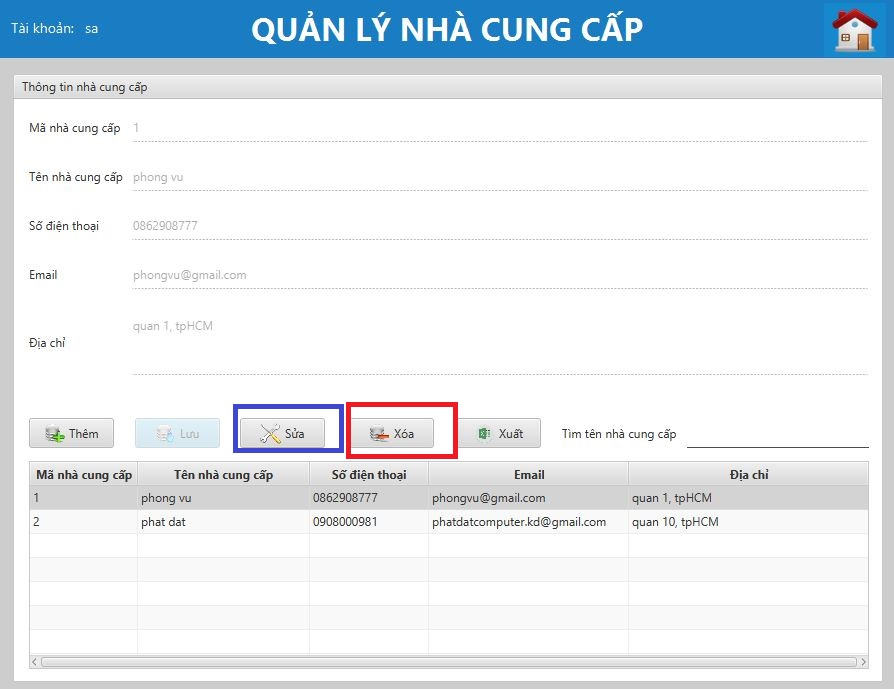 Tài khoản: sa
QUẢN LÝ NHÀ CUNG CẤP
Thông tin nhà cung cấp
Mã nhà cung cấp 1
Tên nhà cung cấp phong vu
Số điện thoại 0862908777
Email phongvu@gmail.com
Địa chỉ quan 1, tpHCM
Thêm Lưu Sửa Xóa Xuất Tìm tên nhà cung cấp
Mã nhà cung cấp Tên nhà cung cấp Số điện thoại Email Địa chỉ
1 phong vu 0862908777 phongvu@gmail.com quan 1, tpHCM
2 phat dat 0908000981 phatdatcomputer.kd@gmail.com quan 10, tpHCM